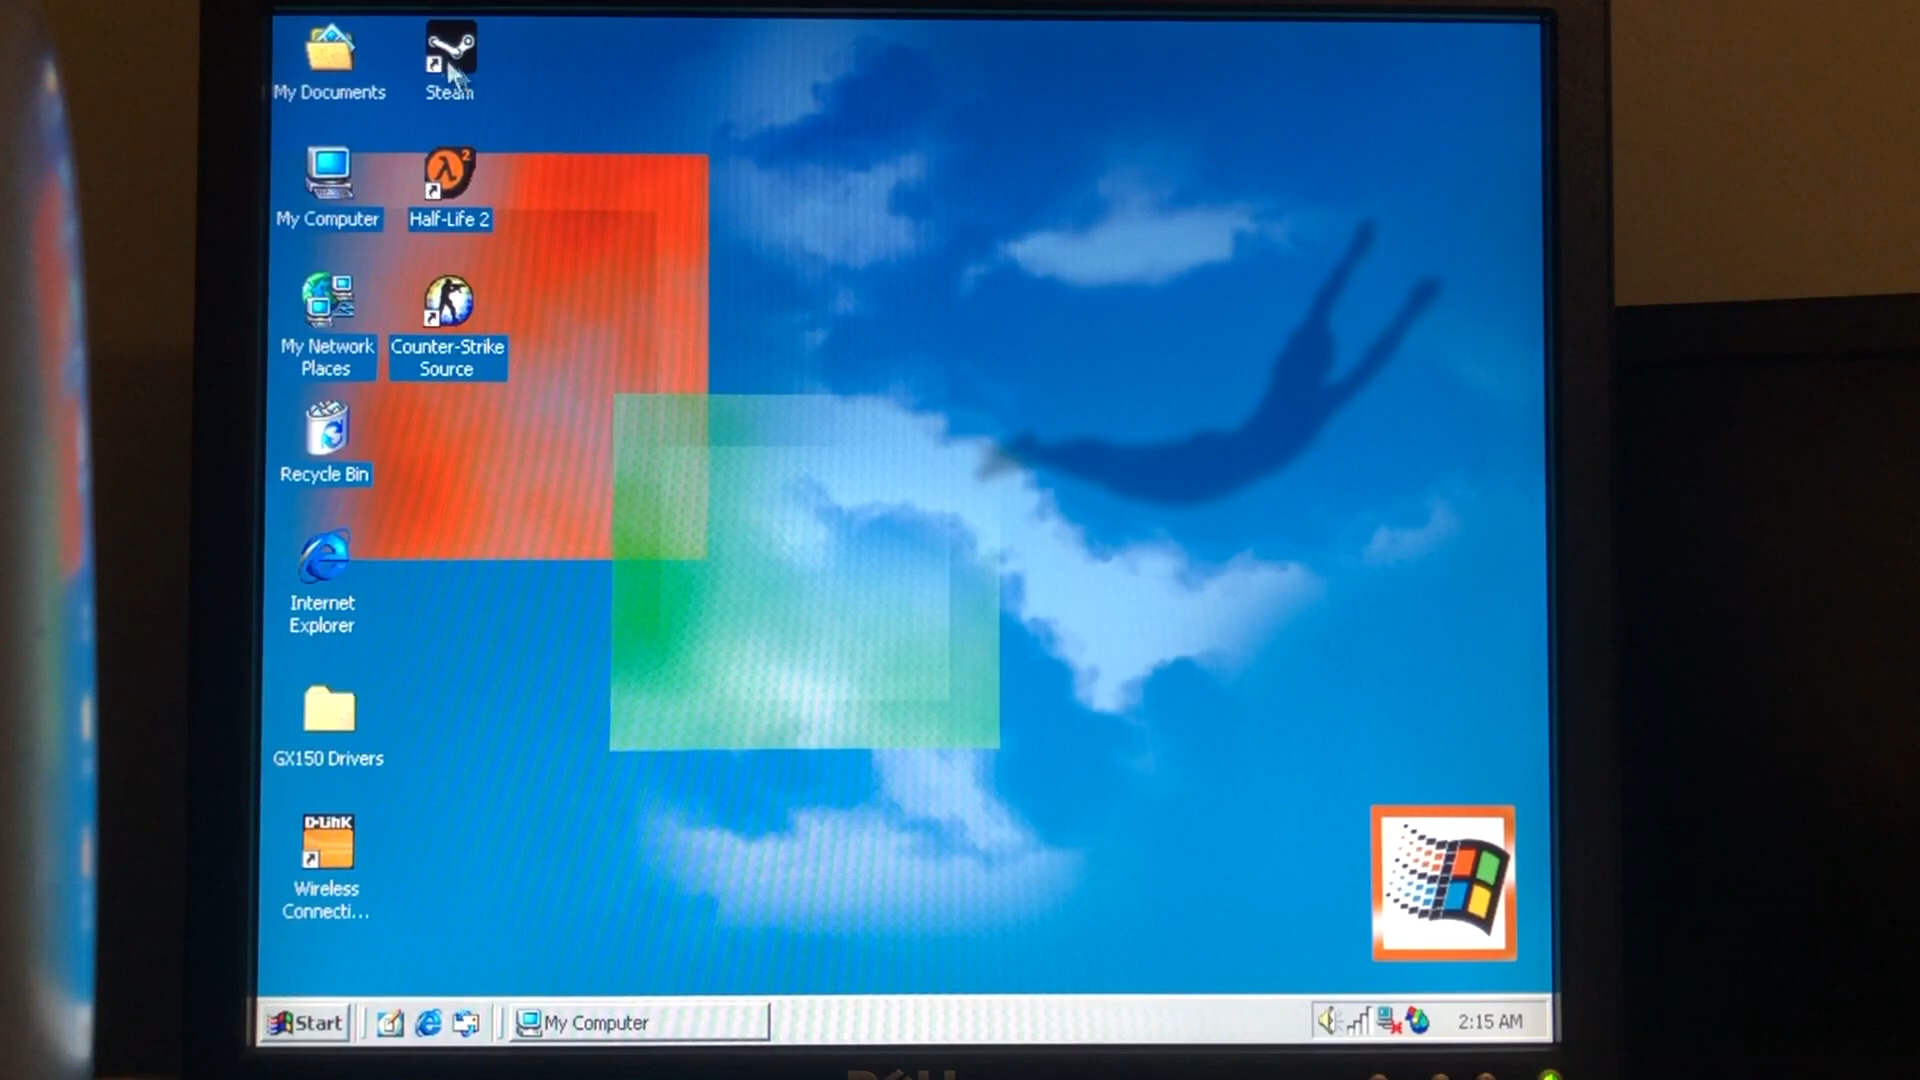 My Documents
Steam
My Computer
Half-Life 2
My Network
Places
Counter-Strike
Source
Recycle Bin
Internet
Explorer
GX150 Drivers
D-Link
Wireless
Connecti...
Start
My Computer
2:15 AM